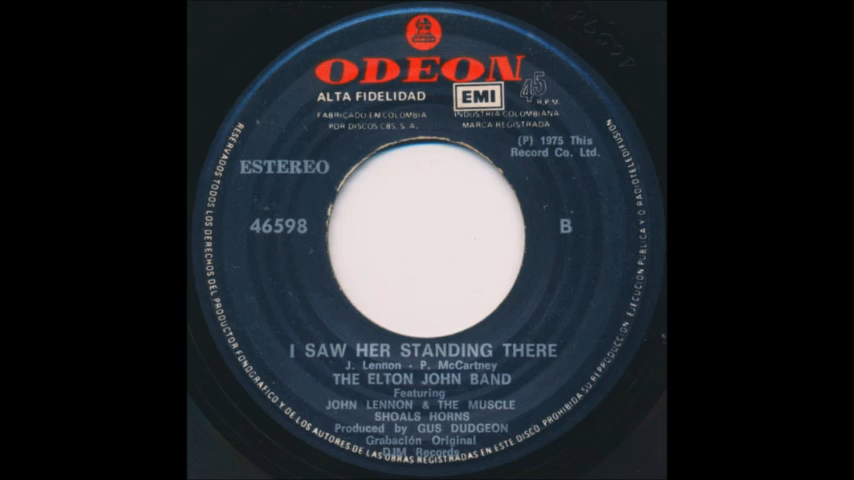 ODEON
ALTA FIDELIDAD
EMI
45
R.P.M.
FABRICADO EN COLOMBIA
POR DISCOS CBS. S. A.
INDUSTRIA COLOMBIANA
MARCA REGISTRADA
(P) 1975 This
Record Co. Ltd.
ESTEREO
46598
B
I SAW HER STANDING THERE
J. Lennon - P. McCartney
THE ELTON JOHN BAND
Featuring
JOHN LENNON & THE MUSCLE
SHOALS HORNS
Produced by GUS DUDGEON
Grabación Original
DJM Records
RESERVADOS TODOS LOS DERECHOS DEL PRODUCTOR FONOGRAFICO Y DE LOS AUTORES DE LAS OBRAS REGISTRADAS EN ESTE DISCO. PROHIBIDA SU REPRODUCCION, EJECUCION PUBLICA Y O RADIOTELEDIFUSION